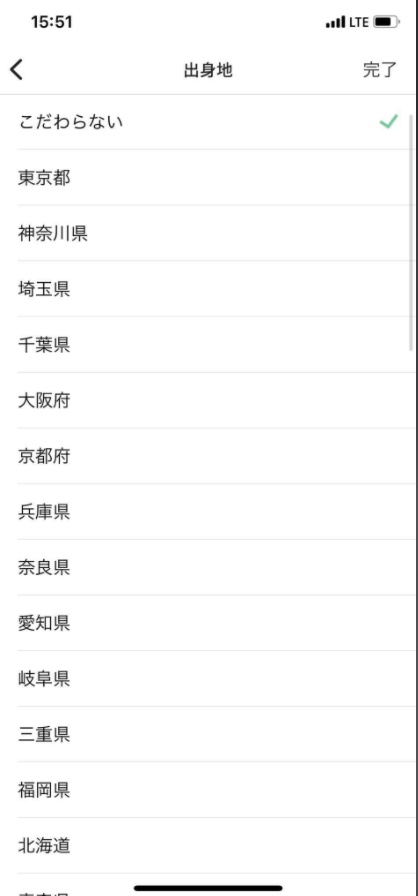 15:51
LTE
出身地
完了
こだわらない
東京都
神奈川県
埼玉県
千葉県
大阪府
京都府
兵庫県
奈良県
愛知県
岐阜県
三重県
福岡県
北海道